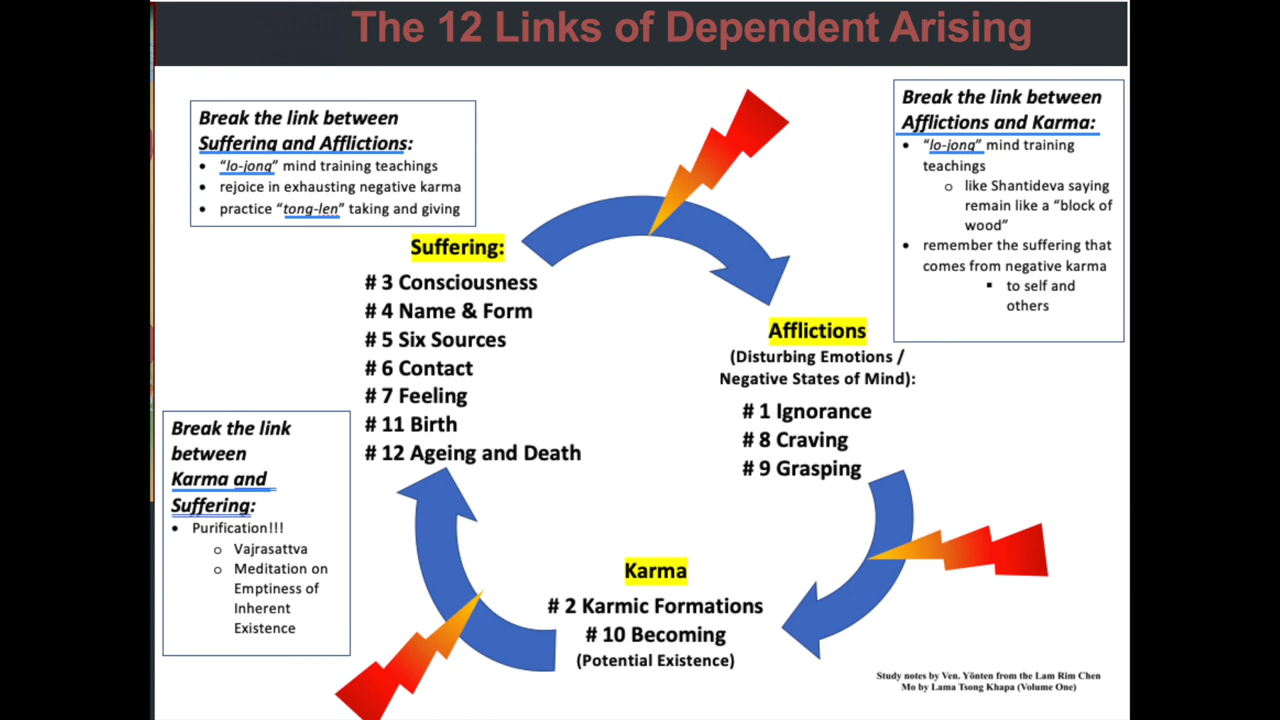 The 12 Links of Dependent Arising
Break the link between
Suffering and Afflictions:
• “lo-jong” mind training teachings
• rejoice in exhausting negative karma
• practice “tong-len” taking and giving
Break the link between
Afflictions and Karma:
• “lo-jong” mind training
teachings
o like Shantideva saying
remain like a “block of
wood”
• remember the suffering that
comes from negative karma
▪ to self and
others
Suffering:
# 3 Consciousness
# 4 Name & Form
# 5 Six Sources
# 6 Contact
# 7 Feeling
# 11 Birth
# 12 Ageing and Death
Afflictions
(Disturbing Emotions /
Negative States of Mind):
# 1 Ignorance
# 8 Craving
# 9 Grasping
Break the link
between
Karma and
Suffering:
• Purification!!!
o Vajrasattva
o Meditation on
Emptiness of
Inherent
Existence
Karma
# 2 Karmic Formations
# 10 Becoming
(Potential Existence)
Study notes by Ven. Yönten from the Lam Rim Chen
Mo by Lama Tsong Khapa (Volume One)